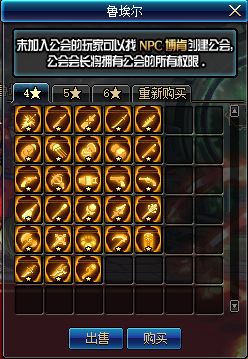 鲁埃尔
未加入公会的玩家可以找 NPC 博肯创建公会,
公会会长将拥有公会的所有权限 .
4★ 5★ 6★ 重新购买
出售 购买